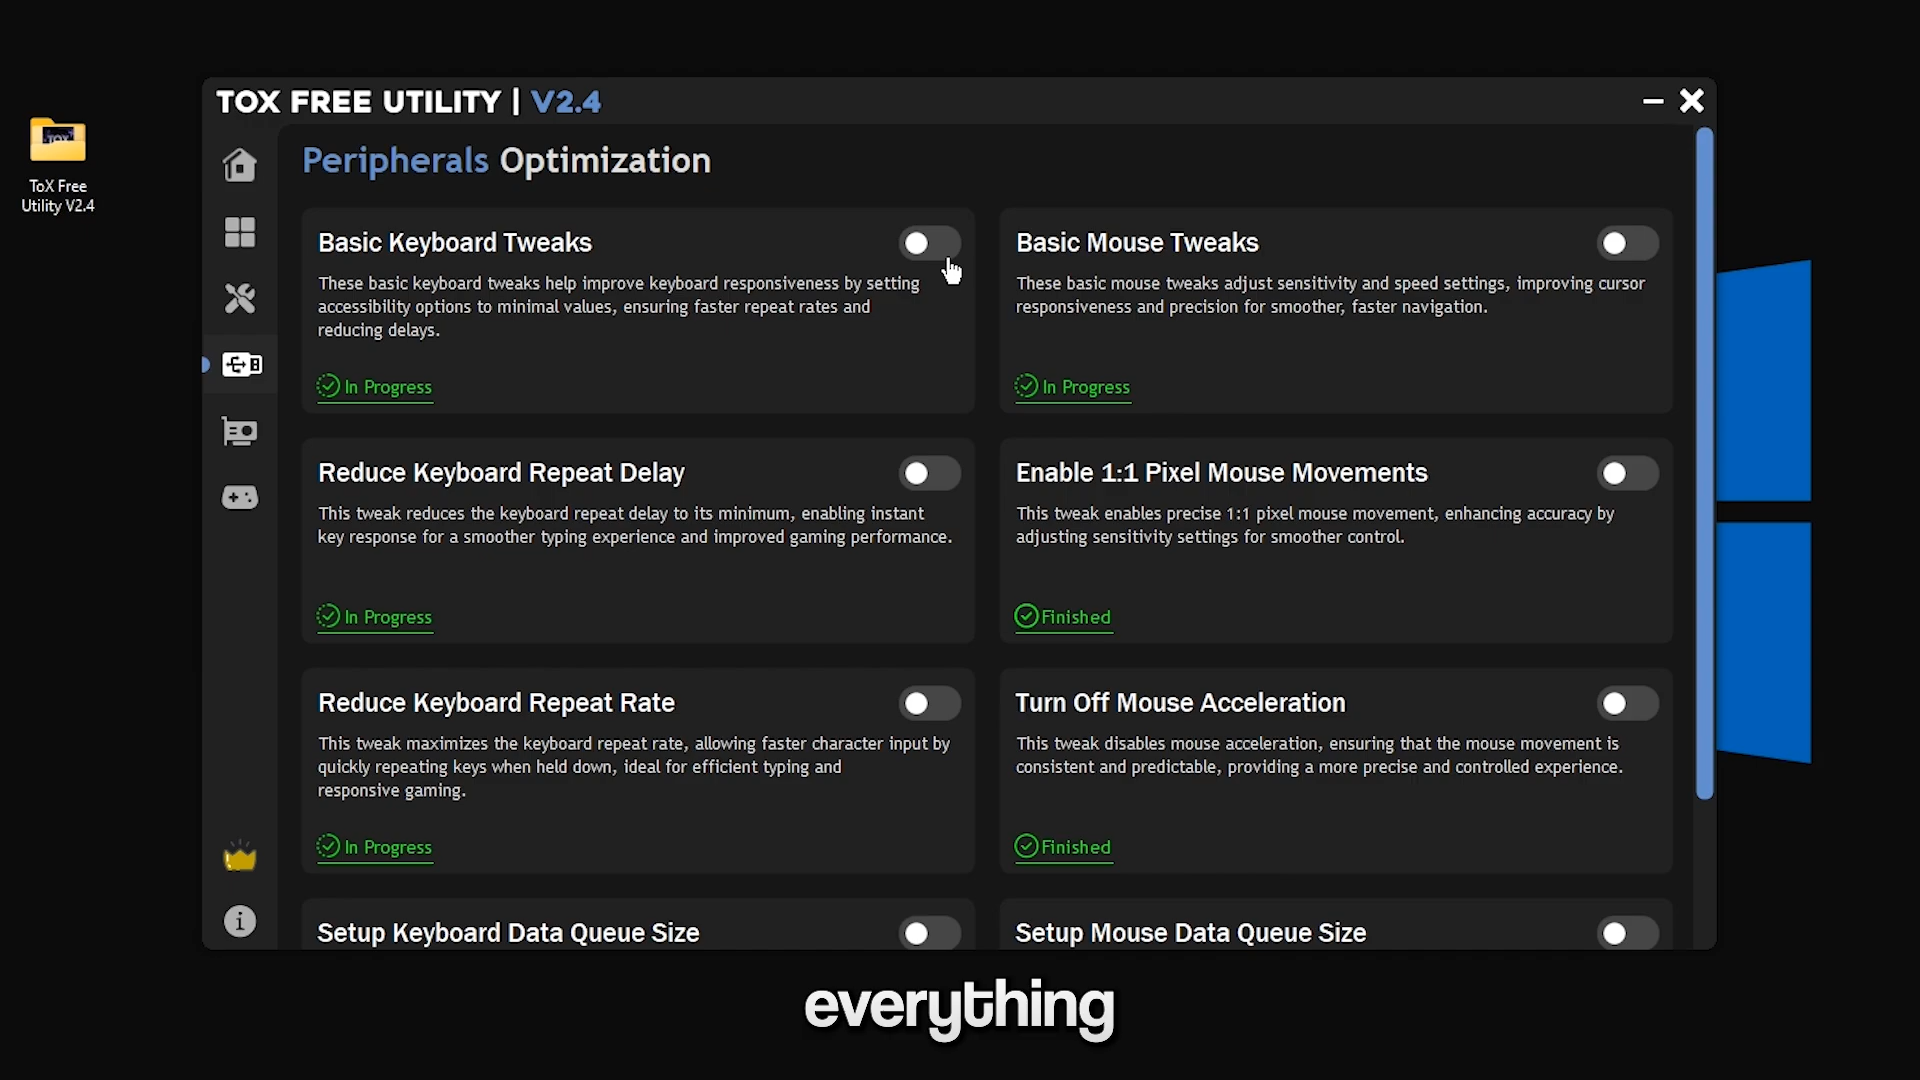 TOX FREE UTILITY | V2.4
TOX
ToX Free
Utility V2.4
Peripherals Optimization
Basic Keyboard Tweaks
These basic keyboard tweaks help improve keyboard responsiveness by setting
accessibility options to minimal values, ensuring faster repeat rates and
reducing delays.
In Progress
Basic Mouse Tweaks
These basic mouse tweaks adjust sensitivity and speed settings, improving cursor
responsiveness and precision for smoother, faster navigation.
In Progress
Reduce Keyboard Repeat Delay
This tweak reduces the keyboard repeat delay to its minimum, enabling instant
key response for a smoother typing experience and improved gaming performance.
In Progress
Enable 1:1 Pixel Mouse Movements
This tweak enables precise 1:1 pixel mouse movement, enhancing accuracy by
adjusting sensitivity settings for smoother control.
Finished
Reduce Keyboard Repeat Rate
This tweak maximizes the keyboard repeat rate, allowing faster character input by
quickly repeating keys when held down, ideal for efficient typing and
responsive gaming.
In Progress
Turn Off Mouse Acceleration
This tweak disables mouse acceleration, ensuring that the mouse movement is
consistent and predictable, providing a more precise and controlled experience.
Finished
Setup Keyboard Data Queue Size
Setup Mouse Data Queue Size
everything